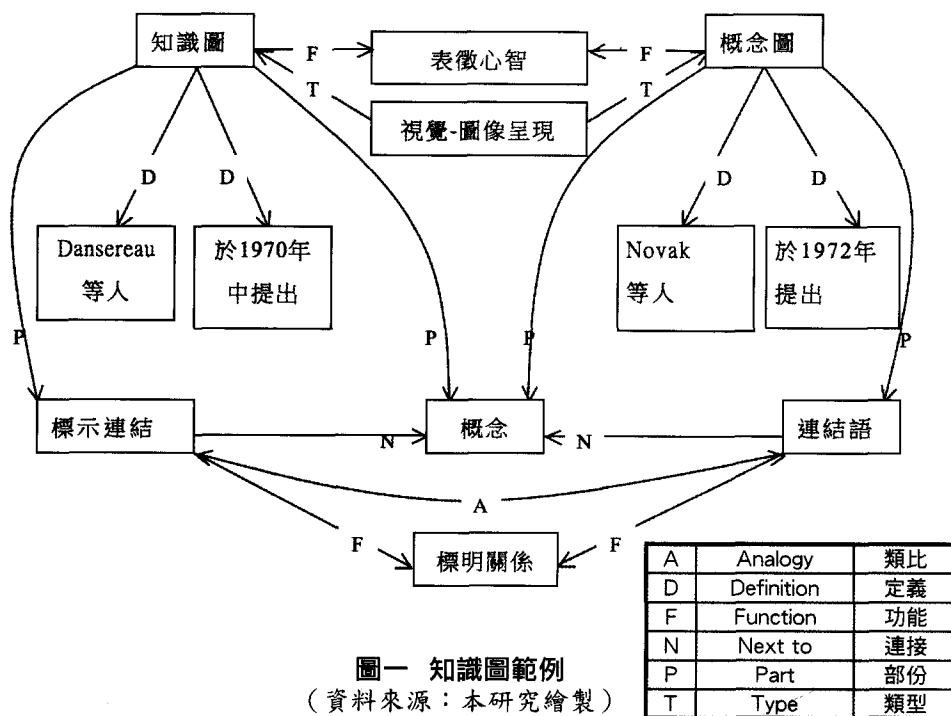 知識圖
F
表徵心智
F
概念圖
T
視覺-圖像呈現
T
D
D
D
D
Dansereau
等人
於1970年
中提出
Novak
等人
於1972年
提出
P
P
P
P
標示連結
N
概念
N
連結語
A
F
標明關係
F
A Analogy 類比
D Definition 定義
F Function 功能
N Next to 連接
P Part 部份
T Type 類型
圖一 知識圖範例
（資料來源：本研究繪製）